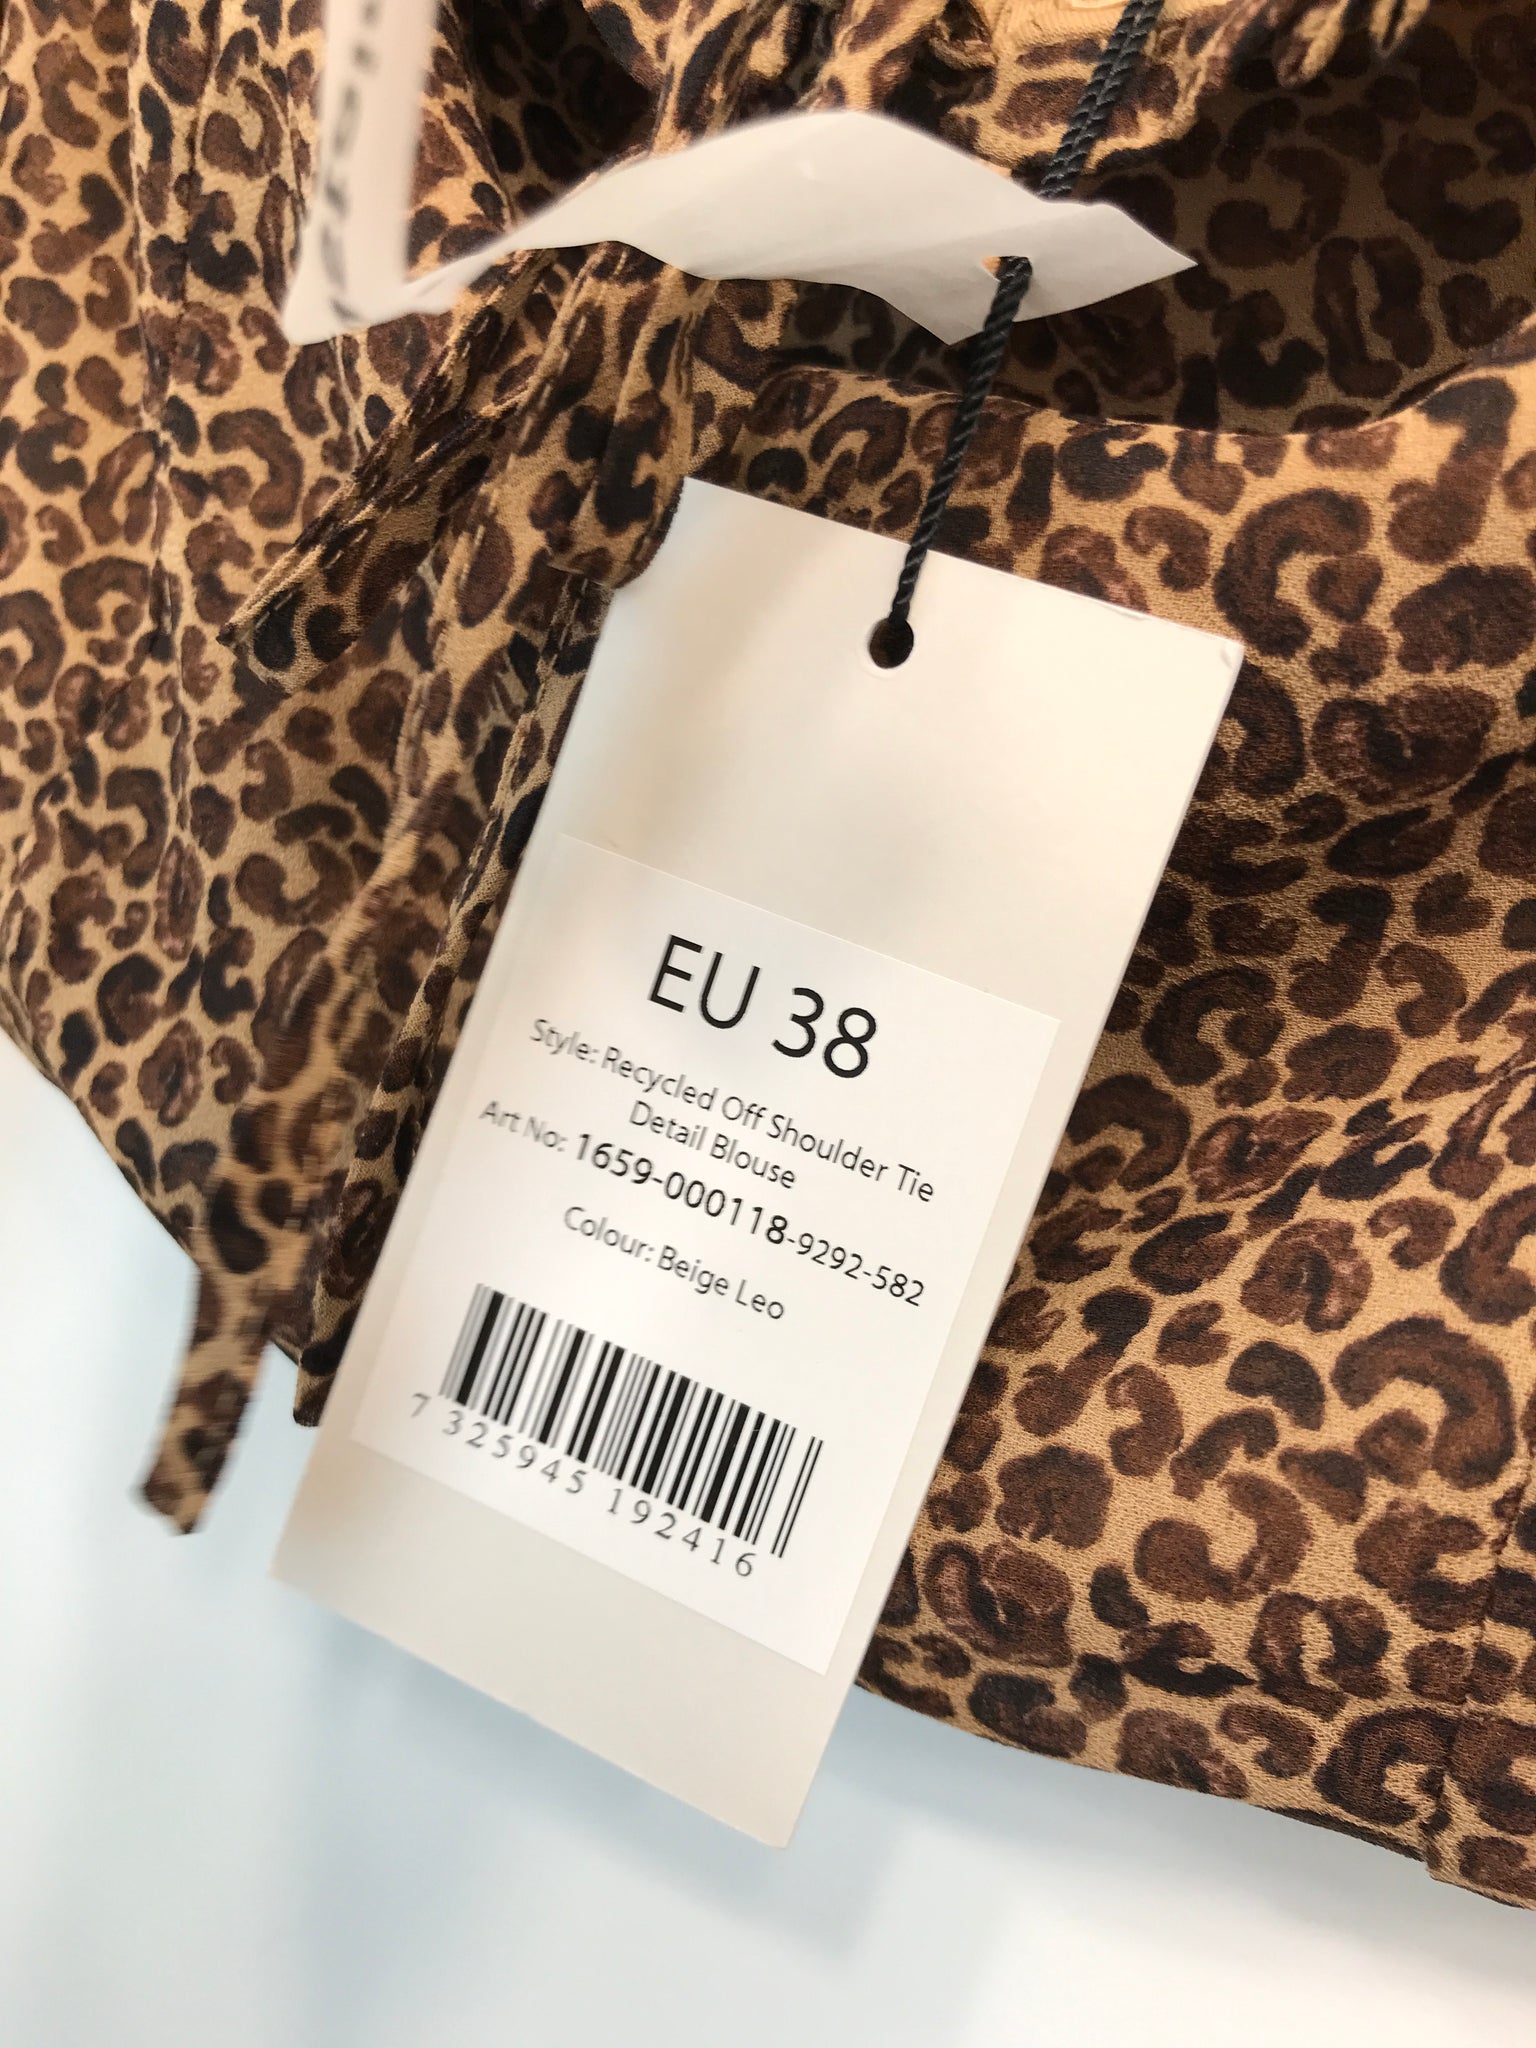 EU 38
Style: Recycled Off Shoulder Tie
Detail Blouse
Art No: 1659-000118-9292-582
Colour: Beige Leo
7 325945 192416